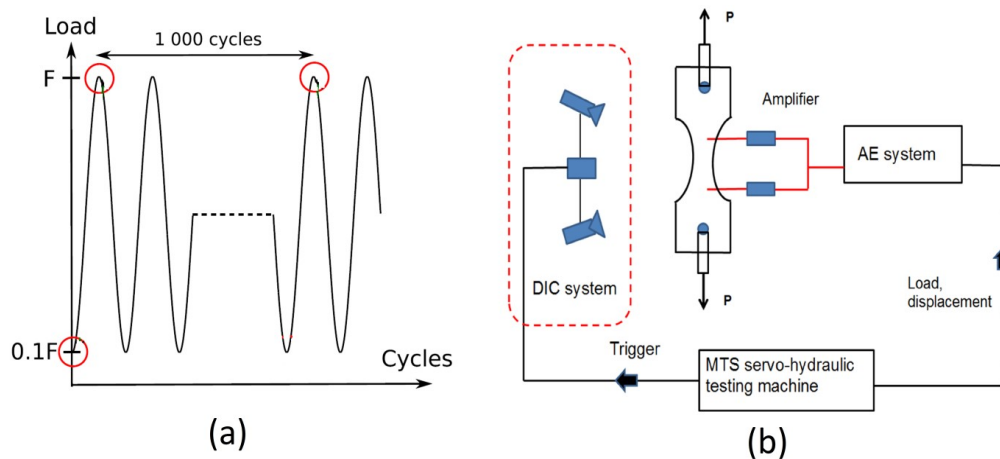 Load
1 000 cycles
F
0.1F
Cycles
(a)
P
Amplifier
AE system
DIC system
P
Load,
displacement
Trigger
MTS servo-hydraulic
testing machine
(b)